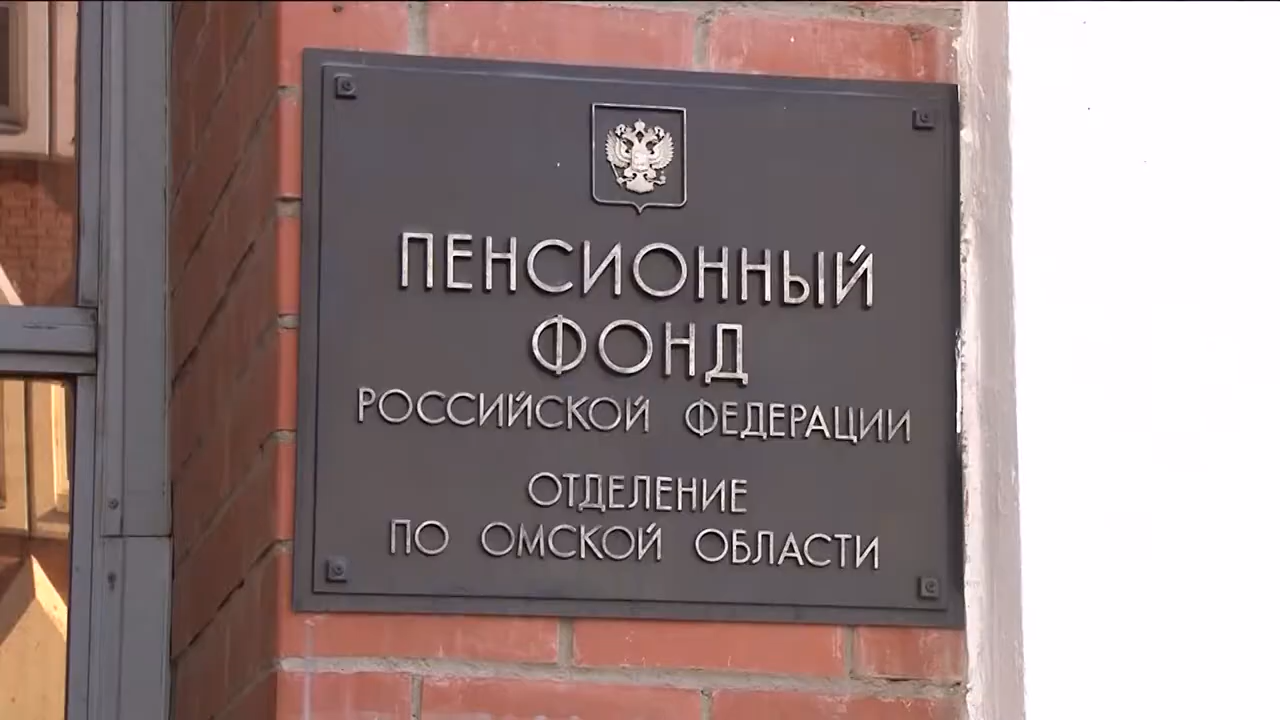 ПЕНСИОННЫЙ
ФОНД
РОССИЙСКОЙ ФЕДЕРАЦИИ
ОТДЕЛЕНИЕ
ПО ОМСКОЙ ОБЛАСТИ